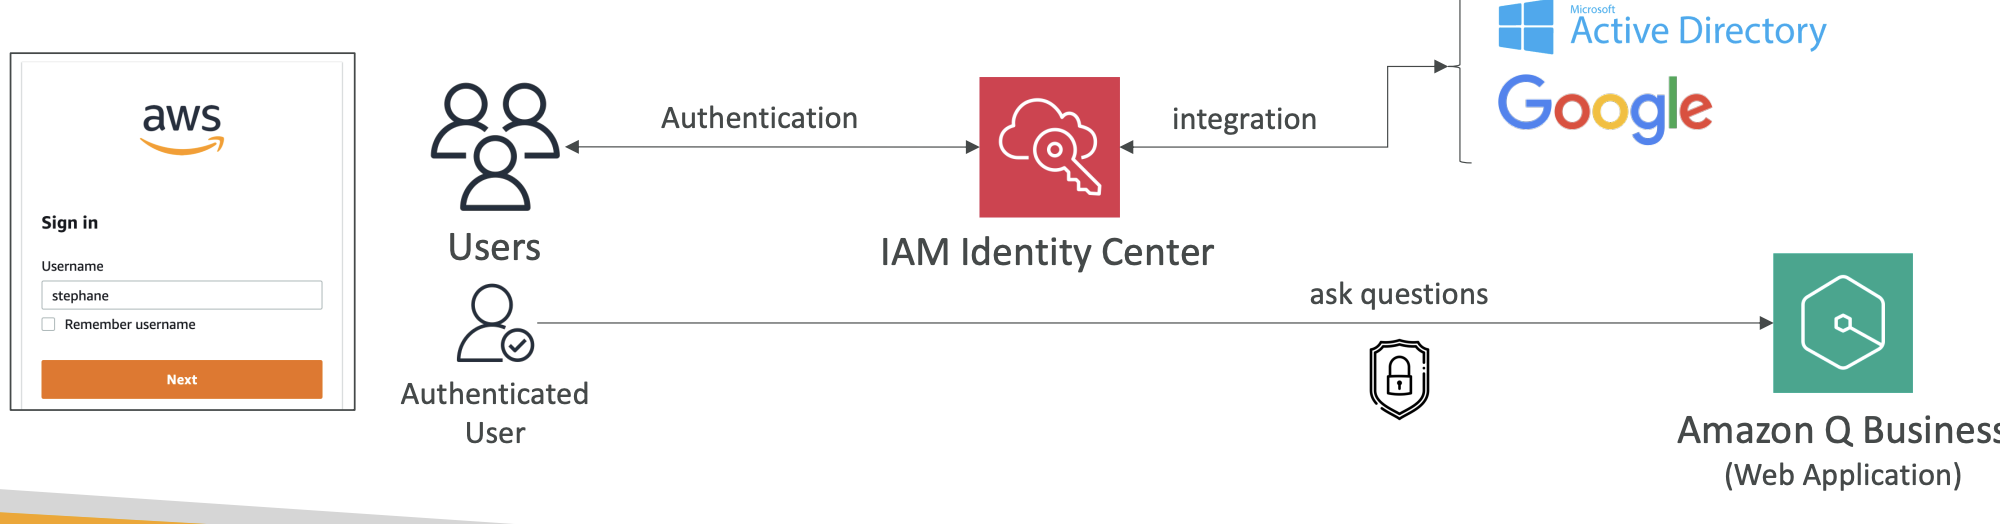 aws
Sign in
Username
stephane
Remember username
Next
Users
Authenticated
User
Authentication
IAM Identity Center
integration
Microsoft
Active Directory
Google
ask questions
Amazon Q Business
(Web Application)